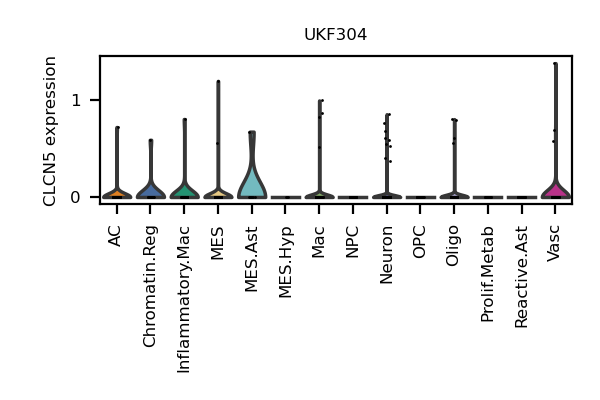 UKF304
CLCN5 expression
1
0
AC
Chromatin.Reg
Inflammatory.Mac
MES
MES.Ast
MES.Hyp
Mac
NPC
Neuron
OPC
Oligo
Prolif.Metab
Reactive.Ast
Vasc